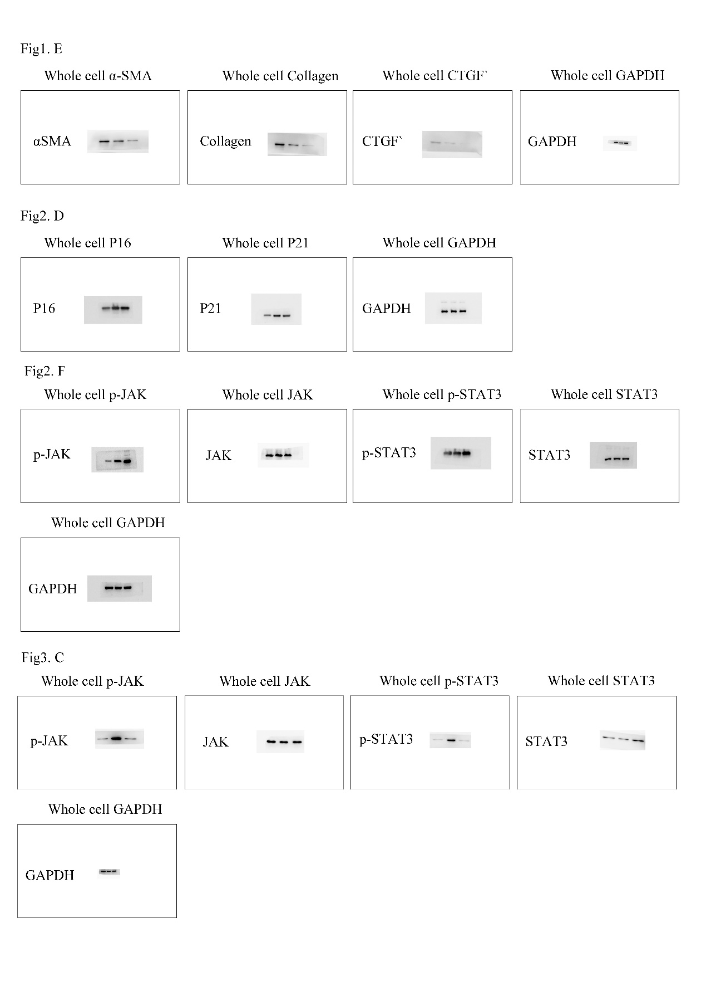 Fig1. E
Whole cell α-SMA Whole cell Collagen Whole cell CTGF` Whole cell GAPDH
αSMA Collagen CTGF` GAPDH
Fig2. D
Whole cell P16 Whole cell P21 Whole cell GAPDH
P16 P21 GAPDH
Fig2. F
Whole cell p-JAK Whole cell JAK Whole cell p-STAT3 Whole cell STAT3
p-JAK JAK p-STAT3 STAT3
Whole cell GAPDH
GAPDH
Fig3. C
Whole cell p-JAK Whole cell JAK Whole cell p-STAT3 Whole cell STAT3
p-JAK JAK p-STAT3 STAT3
Whole cell GAPDH
GAPDH